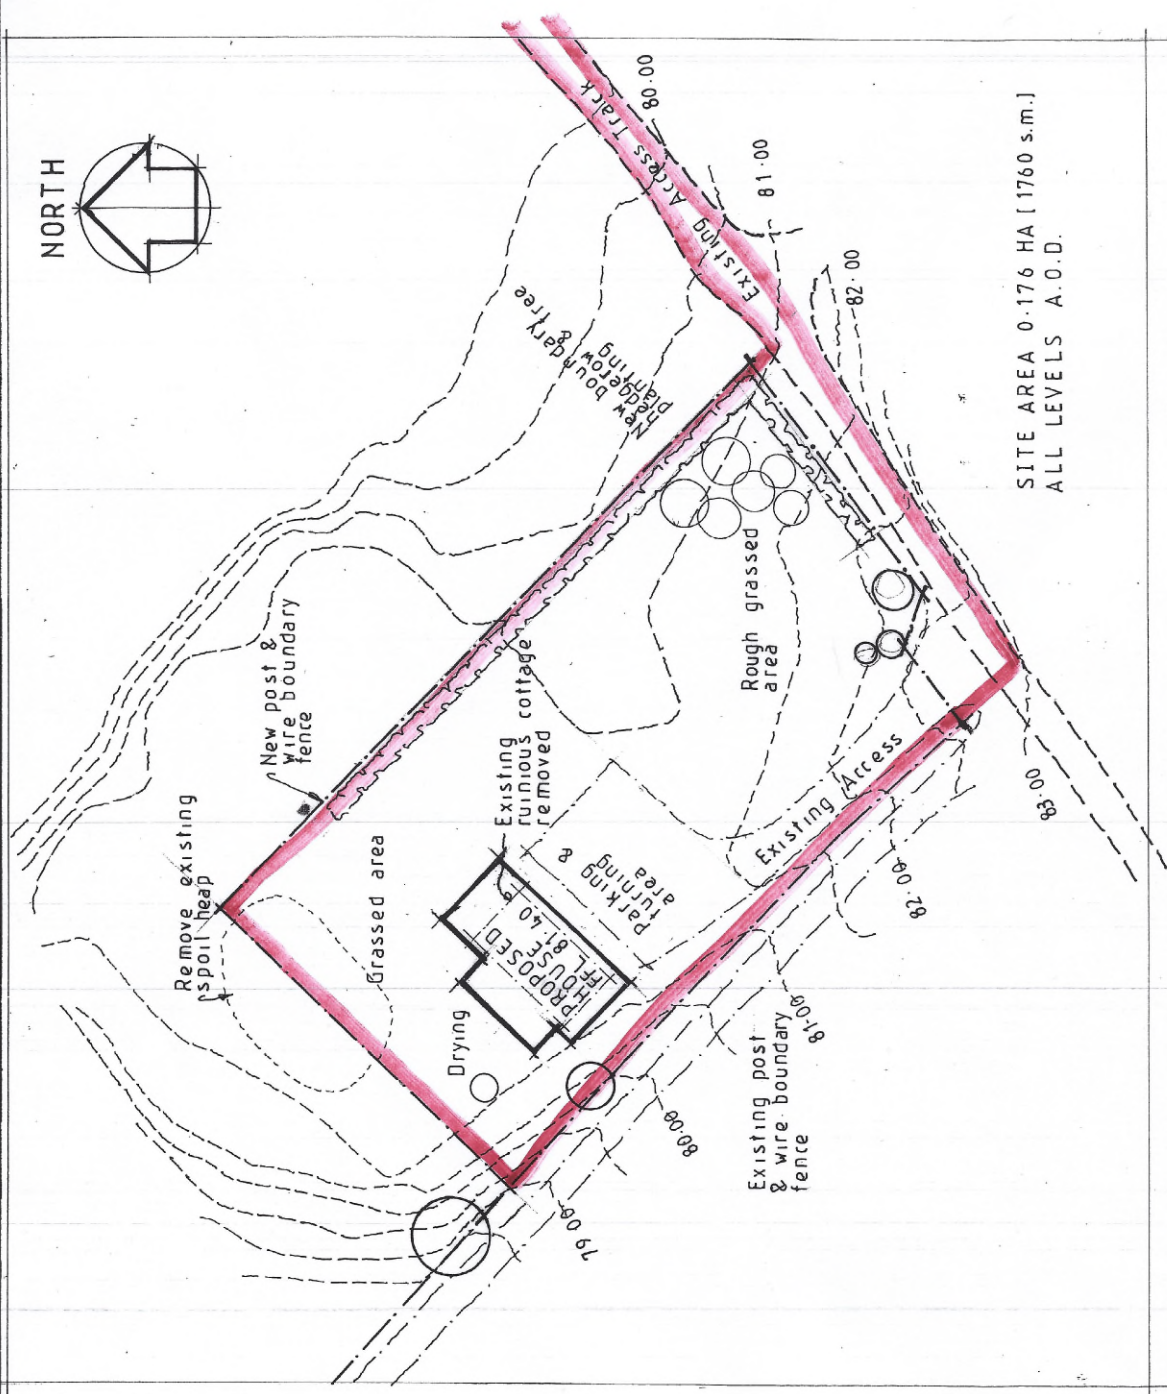 NORTH
Existing Access Track
80·00
81·00
82·00
SITE AREA 0·176 HA [1760 s.m.]
ALL LEVELS A.O.D.
New boundary
hedgerow & tree
planting
New post &
wire boundary
fence
Rough grassed
area
Existing
ruinious cottage
removed
Remove existing
spoil heap
Grassed area
Parking &
turning
area
Existing Access
83·00
82·00
PROPOSED
HOUSE
FFL 81·40
Drying
81·00
80·00
79·00
Existing post
& wire boundary
fence